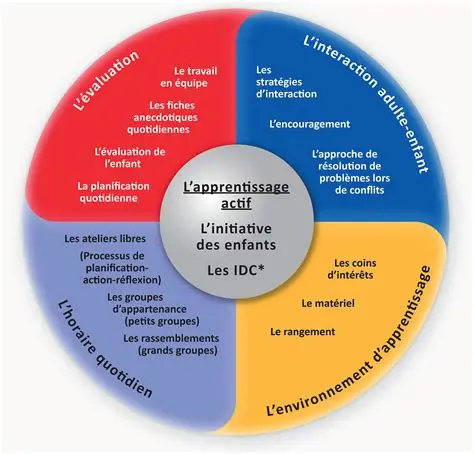 L'évaluation
Le travail
en équipe
Les fiches
anecdotiques
quotidiennes
L'évaluation
de l'enfant
La planification
quotidienne
L'interaction adulte-enfant
Les
stratégies
d'interaction
L'encouragement
L'approche de
résolution de
problèmes lors
de conflits
L'apprentissage
actif
L'initiative
des enfants
Les IDC*
L'horaire quotidien
Les ateliers libres
(Processus de
planification-
action-réflexion)
Les groupes
d'appartenance
(petits groupes)
Les rassemblements
(grands groupes)
L'environnement d'apprentissage
Les coins
d'intérêts
Le matériel
Le rangement